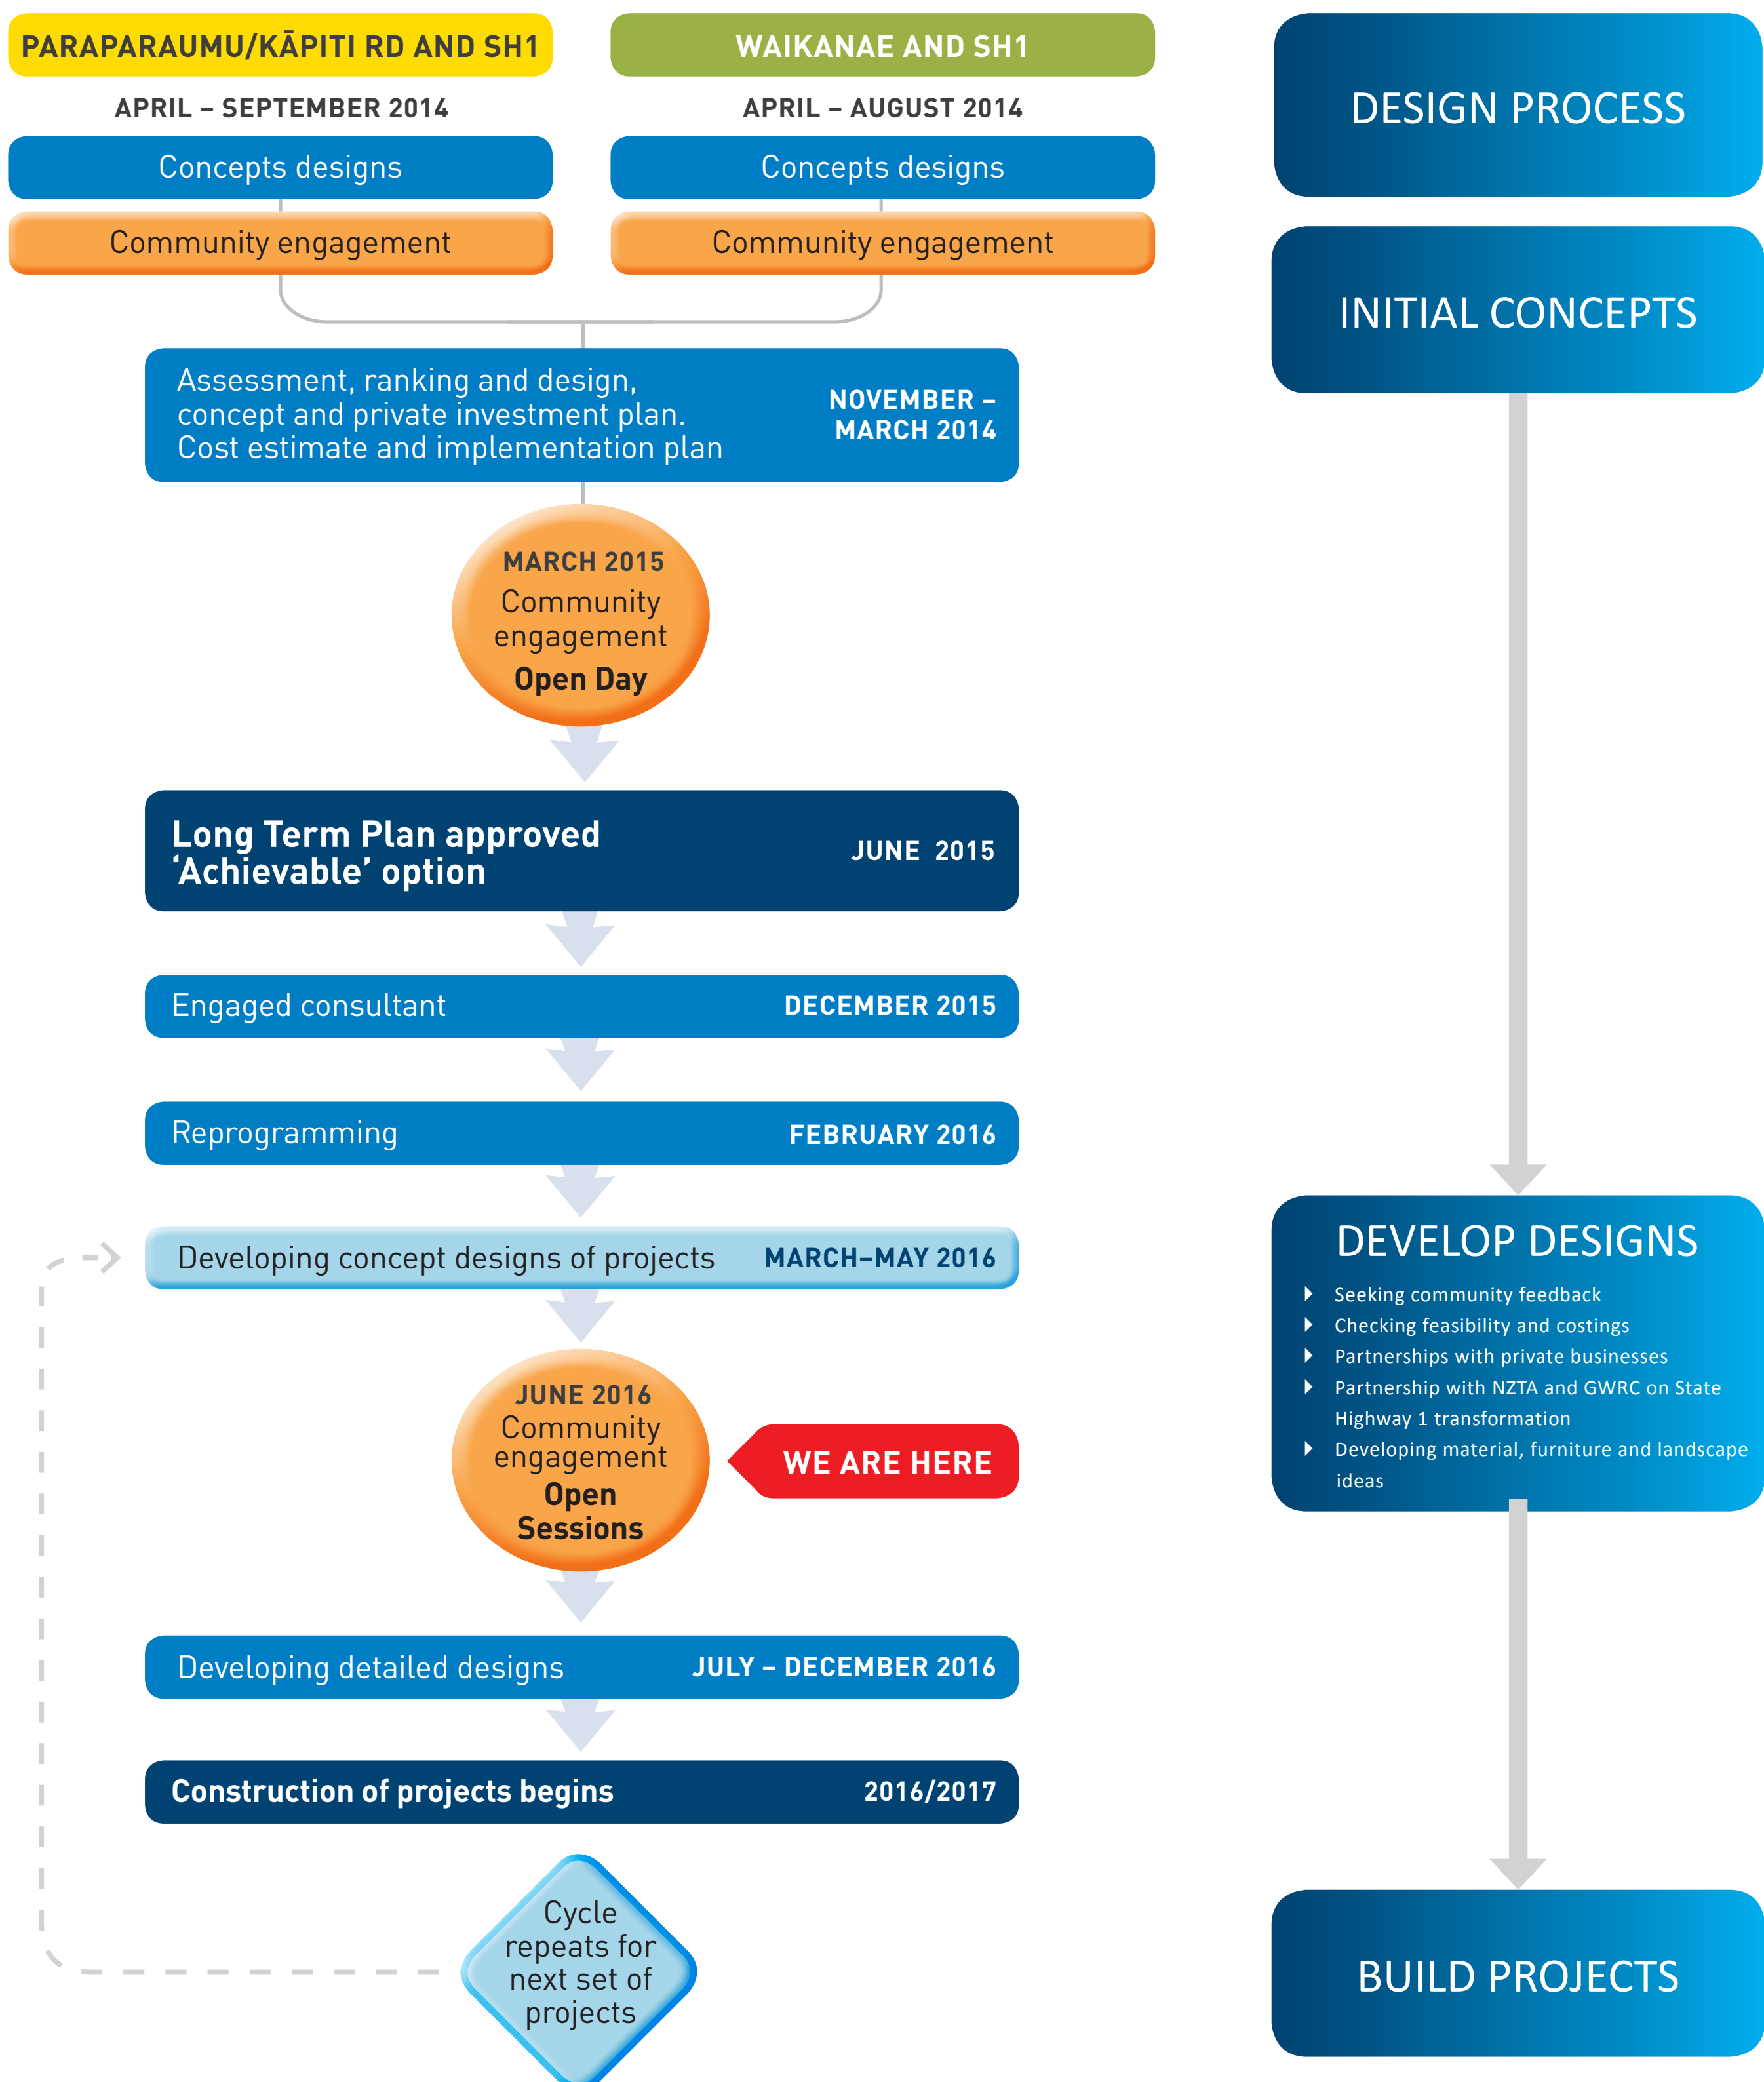 PARAPARAUMU/KĀPITI RD AND SH1
APRIL – SEPTEMBER 2014
Concepts designs
Community engagement
WAIKANAE AND SH1
APRIL – AUGUST 2014
Concepts designs
Community engagement
Assessment, ranking and design,
concept and private investment plan.
Cost estimate and implementation plan
NOVEMBER –
MARCH 2014
MARCH 2015
Community
engagement
Open Day
Long Term Plan approved
‘Achievable’ option
JUNE 2015
Engaged consultant
DECEMBER 2015
Reprogramming
FEBRUARY 2016
Developing concept designs of projects
MARCH–MAY 2016
JUNE 2016
Community
engagement
Open
Sessions
WE ARE HERE
Developing detailed designs
JULY – DECEMBER 2016
Construction of projects begins
2016/2017
Cycle
repeats for
next set of
projects
DESIGN PROCESS
INITIAL CONCEPTS
DEVELOP DESIGNS
Seeking community feedback
Checking feasibility and costings
Partnerships with private businesses
Partnership with NZTA and GWRC on State
Highway 1 transformation
Developing material, furniture and landscape
ideas
BUILD PROJECTS